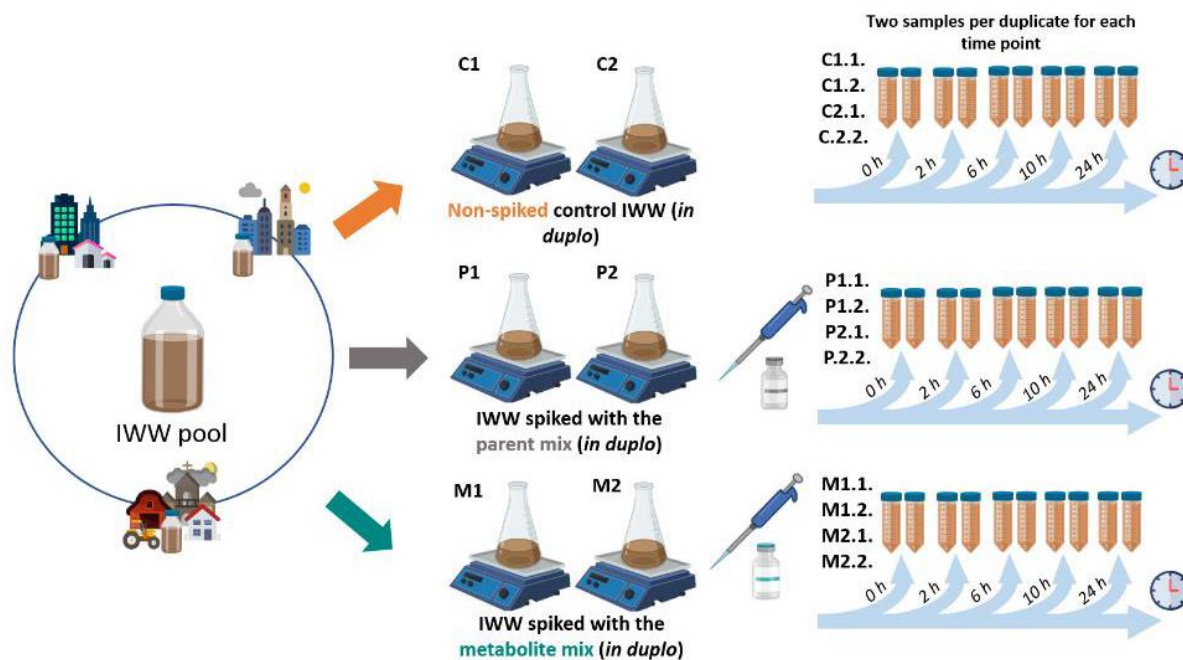 Two samples per duplicate for each
time point
C1
C2
C1.1.
C1.2.
C2.1.
C.2.2.
0 h
2 h
6 h
10 h
24 h
Non-spiked control IWW (in
duplo)
IWW pool
P1
P2
P1.1.
P1.2.
P2.1.
P.2.2.
0 h
2 h
6 h
10 h
24 h
IWW spiked with the
parent mix (in duplo)
M1
M2
M1.1.
M1.2.
M2.1.
M2.2.
0 h
2 h
6 h
10 h
24 h
IWW spiked with the
metabolite mix (in duplo)